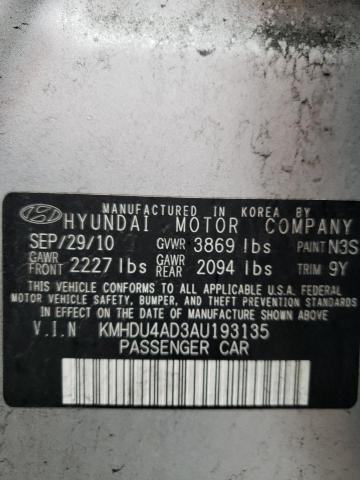 MANUFACTURED IN KOREA BY
HYUNDAI MOTOR COMPANY
SEP/29/10 GVWR 3869 lbs PAINT N3S
GAWR FRONT 2227 lbs GAWR REAR 2094 lbs TRIM 9Y
THIS VEHICLE CONFORMS TO ALL APPLICABLE U.S.A. FEDERAL
MOTOR VEHICLE SAFETY, BUMPER, AND THEFT PREVENTION STANDARDS
IN EFFECT ON THE DATE OF MANUFACTURE SHOWN ABOVE.
V.I.N KMHDU4AD3AU193135
PASSENGER CAR